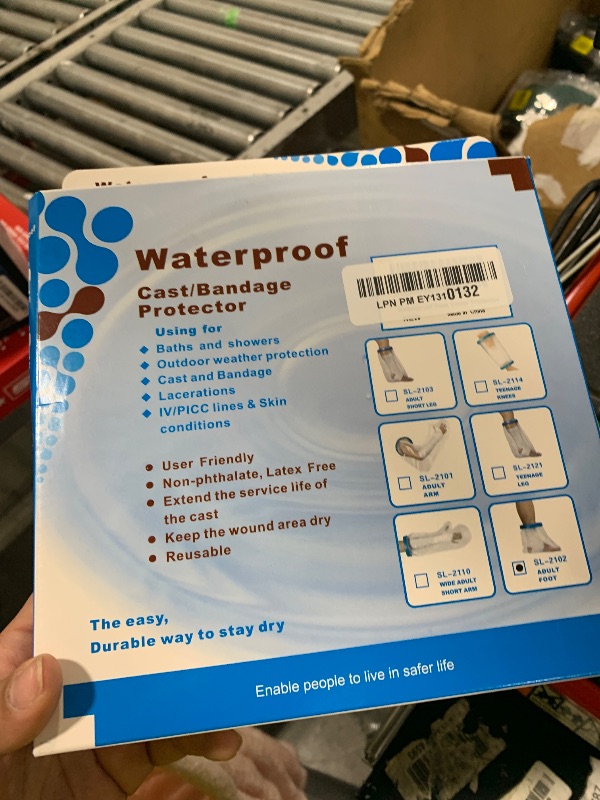 Waterproof
Cast/Bandage
Protector
Using for
Baths and showers
Outdoor weather protection
Cast and Bandage
Lacerations
IV/PICC lines & Skin
conditions
User Friendly
Non-phthalate, Latex Free
Extend the service life of
the cast
Keep the wound area dry
Reusable
The easy,
Durable way to stay dry
Enable people to live in safer life
LPN PM EY1310132
Made in China
SL-2103
ADULT
SHORT LEG
SL-2114
TEENAGE
KNEES
SL-2101
ADULT
ARM
SL-2121
TEENAGE
LEG
SL-2110
WIDE ADULT
SHORT ARM
SL-2102
ADULT
FOOT